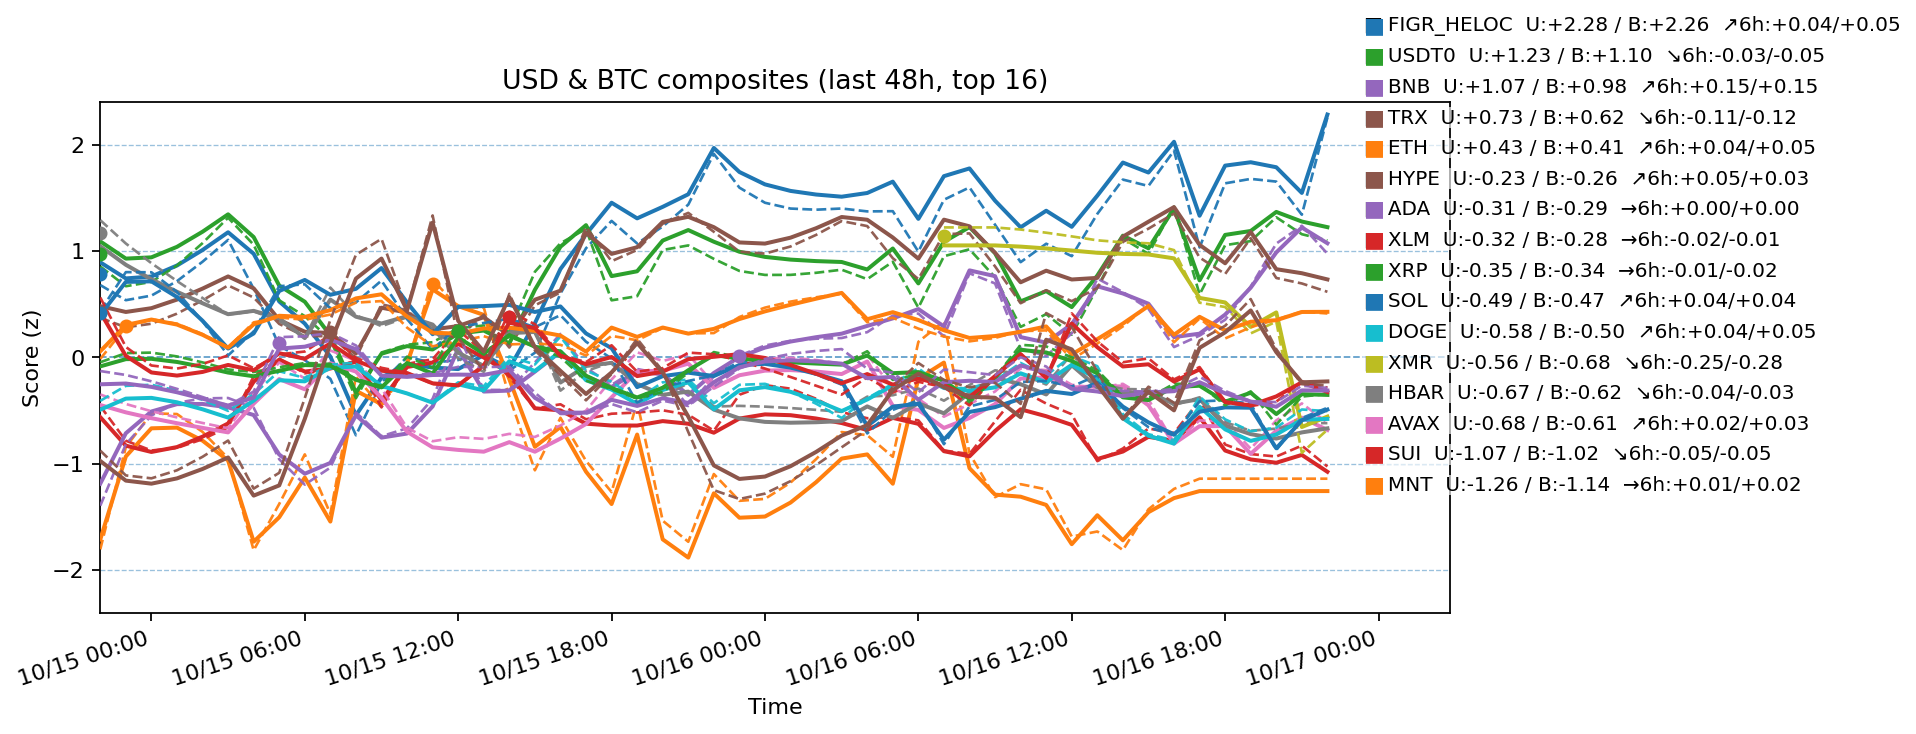 FIGR_HELOC  U:+2.28 / B:+2.26  ↗6h:+0.04/+0.05
USDT0  U:+1.23 / B:+1.10  ↘6h:-0.03/-0.05
USD & BTC composites (last 48h, top 16)
BNB  U:+1.07 / B:+0.98  ↗6h:+0.15/+0.15
TRX  U:+0.73 / B:+0.62  ↘6h:-0.11/-0.12
ETH  U:+0.43 / B:+0.41  ↗6h:+0.04/+0.05
HYPE  U:-0.23 / B:-0.26  ↗6h:+0.05/+0.03
ADA  U:-0.31 / B:-0.29  →6h:+0.00/+0.00
XLM  U:-0.32 / B:-0.28  →6h:-0.02/-0.01
XRP  U:-0.35 / B:-0.34  →6h:-0.01/-0.02
SOL  U:-0.49 / B:-0.47  ↗6h:+0.04/+0.04
DOGE  U:-0.58 / B:-0.50  ↗6h:+0.04/+0.05
XMR  U:-0.56 / B:-0.68  ↘6h:-0.25/-0.28
HBAR  U:-0.67 / B:-0.62  ↘6h:-0.04/-0.03
AVAX  U:-0.68 / B:-0.61  ↗6h:+0.02/+0.03
SUI  U:-1.07 / B:-1.02  ↘6h:-0.05/-0.05
MNT  U:-1.26 / B:-1.14  →6h:+0.01/+0.02
2
1
0
−1
−2
Score (z)
10/15 00:00
10/15 06:00
10/15 12:00
10/15 18:00
10/16 00:00
10/16 06:00
10/16 12:00
10/16 18:00
10/17 00:00
Time